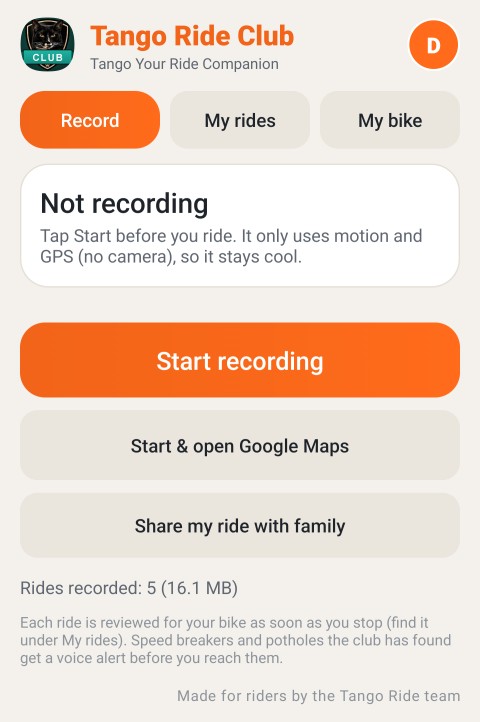 CLUB
Tango Ride Club
Tango Your Ride Companion
D
Record
My rides
My bike
Not recording
Tap Start before you ride. It only uses motion and
GPS (no camera), so it stays cool.
Start recording
Start & open Google Maps
Share my ride with family
Rides recorded: 5 (16.1 MB)
Each ride is reviewed for your bike as soon as you stop (find it
under My rides). Speed breakers and potholes the club has found
get a voice alert before you reach them.
Made for riders by the Tango Ride team